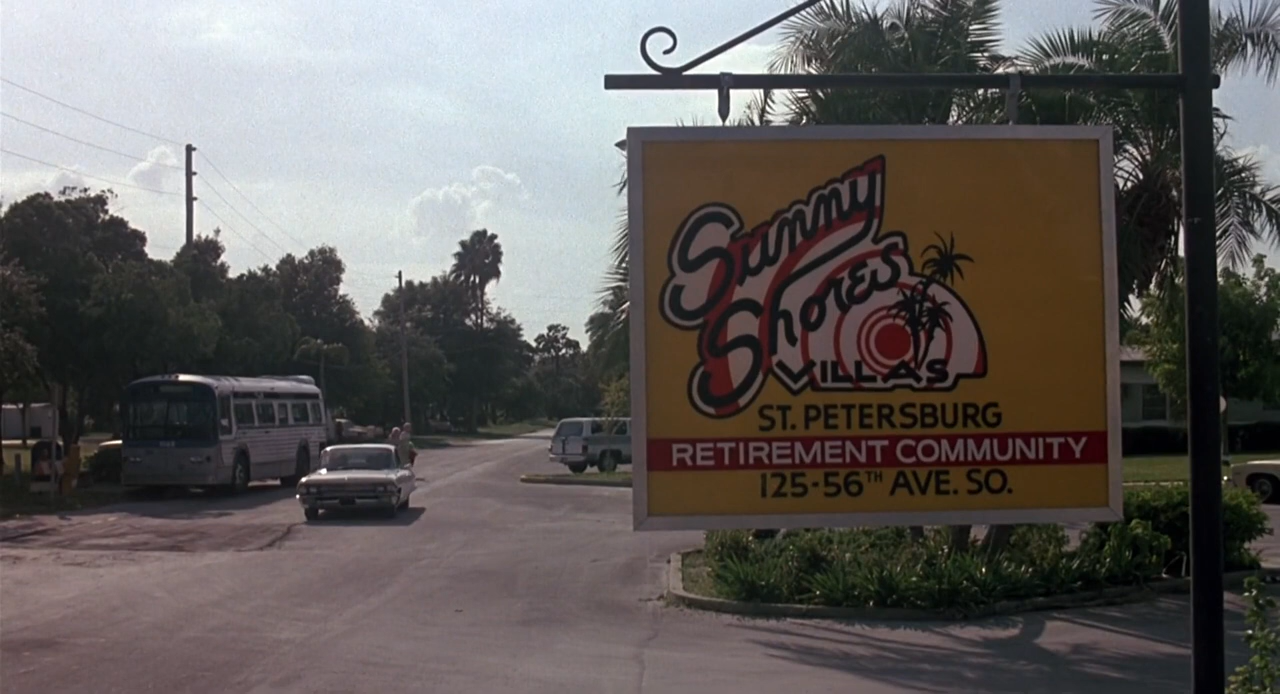 Sunny
Shores
VILLAS
ST. PETERSBURG
RETIREMENT COMMUNITY
125-56TH AVE. SO.